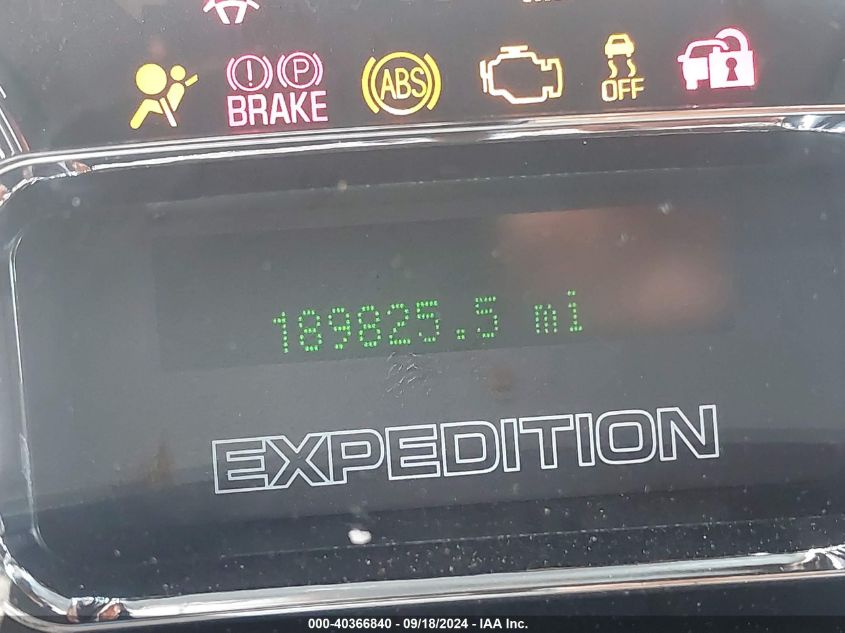 BRAKE
ABS
OFF
189825.5 mi
EXPEDITION
000-40366840 - 09/18/2024 - IAA Inc.